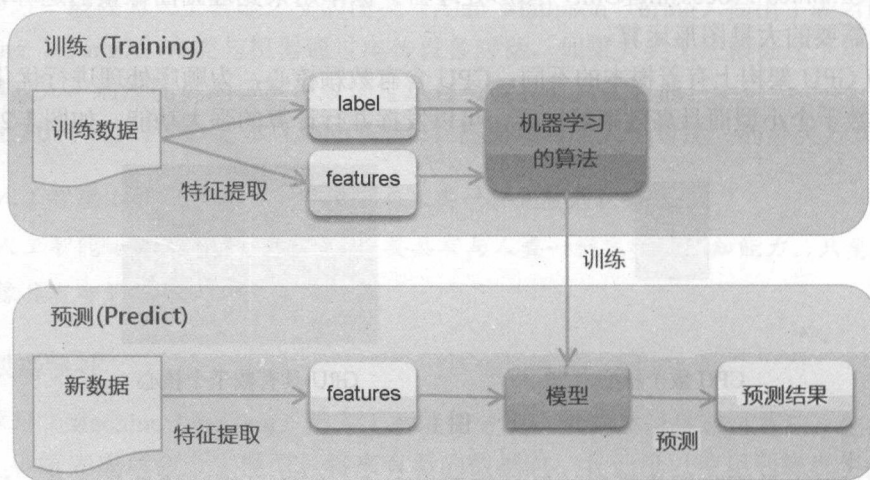 训练 (Training)
训练数据
label
特征提取
features
机器学习
的算法
训练
预测(Predict)
新数据
特征提取
features
模型
预测
预测结果